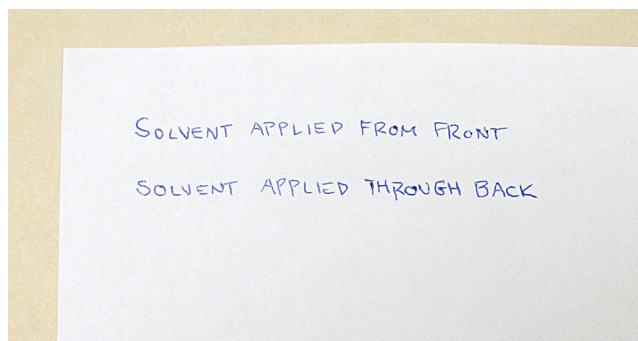 SOLVENT APPLIED FROM FRONT
SOLVENT APPLIED THROUGH BACK